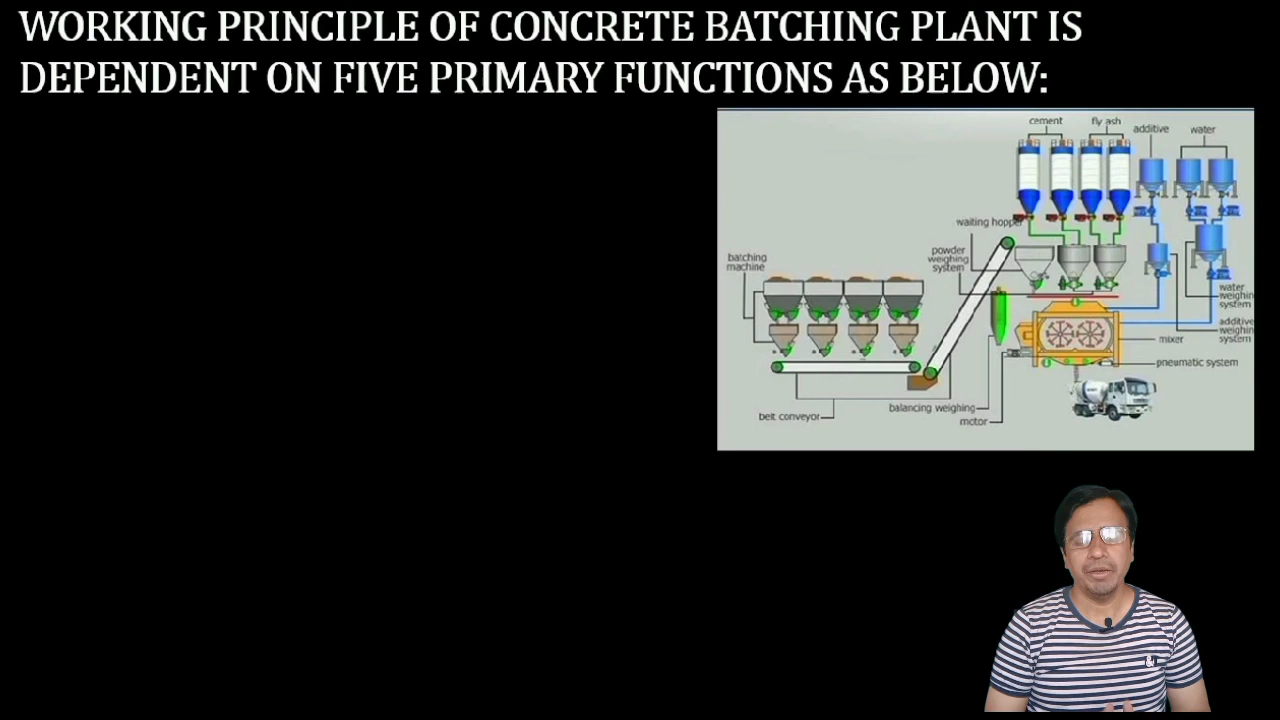 WORKING PRINCIPLE OF CONCRETE BATCHING PLANT IS
DEPENDENT ON FIVE PRIMARY FUNCTIONS AS BELOW:
cement
fly ash
additive
water
waiting hopper
powder
weighing
system
batching
machine
water
weighing
system
additive
weighing
system
mixer
pneumatic system
balancing weighing
belt conveyor
motor